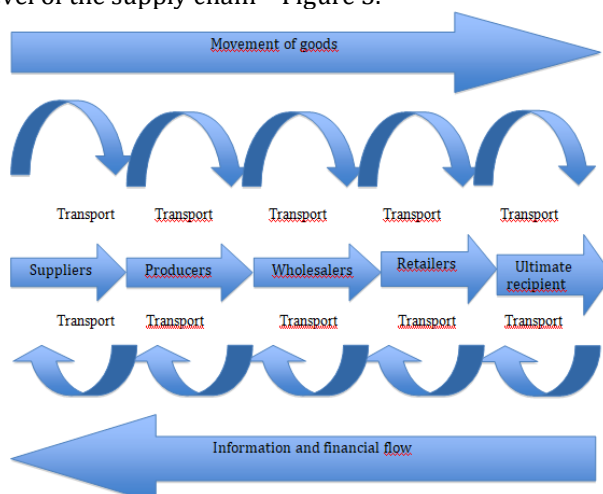 vel of the supply chain – Figure 3.
Movement of goods
Transport Transport Transport Transport Transport
Suppliers Producers Wholesalers Retailers Ultimate
recipient
Transport Transport Transport Transport Transport
Information and financial flow